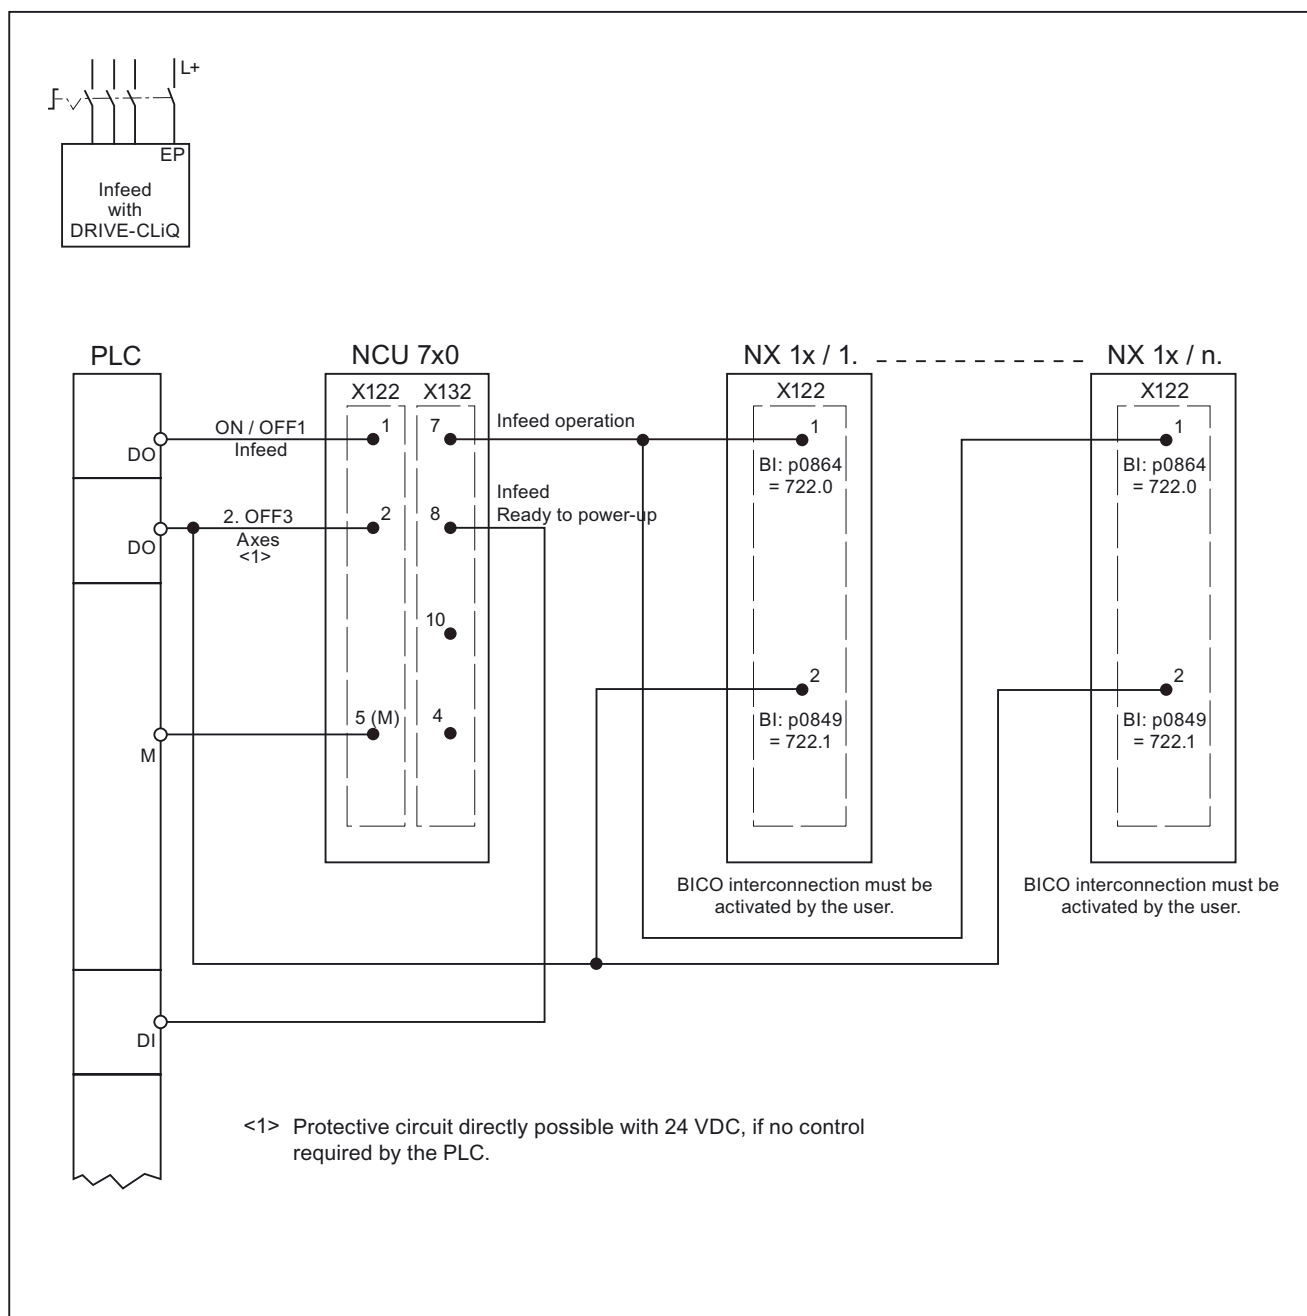 L+
EP
Infeed
with
DRIVE-CLiQ
PLC
NCU 7x0
NX 1x / 1.
NX 1x / n.
X122
X132
X122
X122
DO
ON / OFF1
Infeed
1
7
Infeed operation
1
BI: p0864
= 722.0
1
BI: p0864
= 722.0
DO
2. OFF3
Axes
<1>
2
8
Infeed
Ready to power-up
10
2
BI: p0849
= 722.1
2
BI: p0849
= 722.1
M
5 (M)
4
BICO interconnection must be
activated by the user.
BICO interconnection must be
activated by the user.
DI
<1> Protective circuit directly possible with 24 VDC, if no control
required by the PLC.